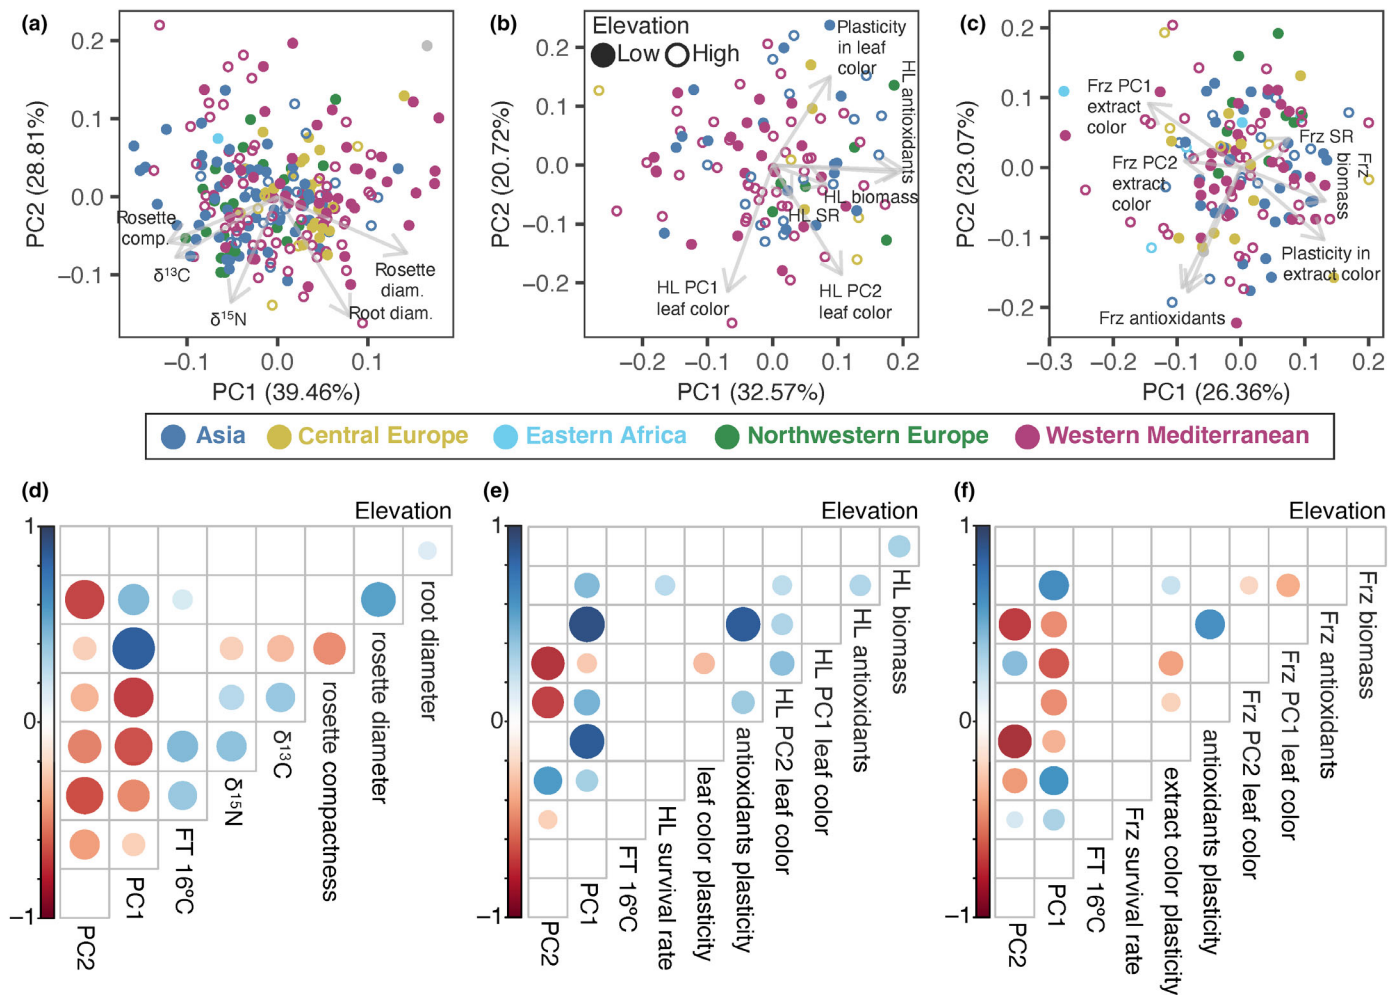 (a)
0.2
0.1
0.0
−0.1
PC2 (28.81%)
Rosette
comp.
δ13C
δ15N
Rosette
diam.
Root diam.
−0.1
0.0
0.1
PC1 (39.46%)
(b)
Elevation
Low
High
0.2
0.1
0.0
−0.1
−0.2
PC2 (20.72%)
Plasticity
in leaf
color
HL antioxidants
HL biomass
HL SR
HL PC1
leaf color
HL PC2
leaf color
−0.2
−0.1
0.0
0.1
0.2
PC1 (32.57%)
(c)
0.2
0.1
0.0
−0.1
−0.2
PC2 (23.07%)
Frz PC1
extract
color
Frz SR
Frz
biomass
Frz PC2
extract
color
Plasticity in
extract color
Frz antioxidants
−0.3
−0.2
−0.1
0.0
0.1
0.2
PC1 (26.36%)
Asia
Central Europe
Eastern Africa
Northwestern Europe
Western Mediterranean
(d)
Elevation
1
0
−1
root diameter
rosette diameter
rosette compactness
δ13C
δ15N
FT 16ºC
PC1
PC2
(e)
Elevation
1
0
−1
HL biomass
HL antioxidants
HL PC1 leaf color
HL PC2 leaf color
antioxidants plasticity
leaf color plasticity
HL survival rate
FT 16ºC
PC1
PC2
(f)
Elevation
1
0
−1
Frz biomass
Frz antioxidants
Frz PC1 leaf color
Frz PC2 leaf color
antioxidants plasticity
extract color plasticity
Frz survival rate
FT 16ºC
PC1
PC2